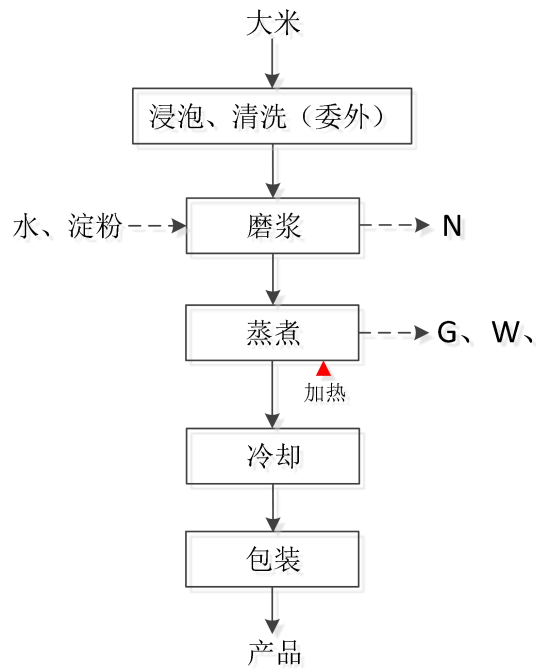 大米
浸泡、清洗（委外）
水、淀粉
磨浆
N
蒸煮
G、W、
加热
冷却
包装
产品